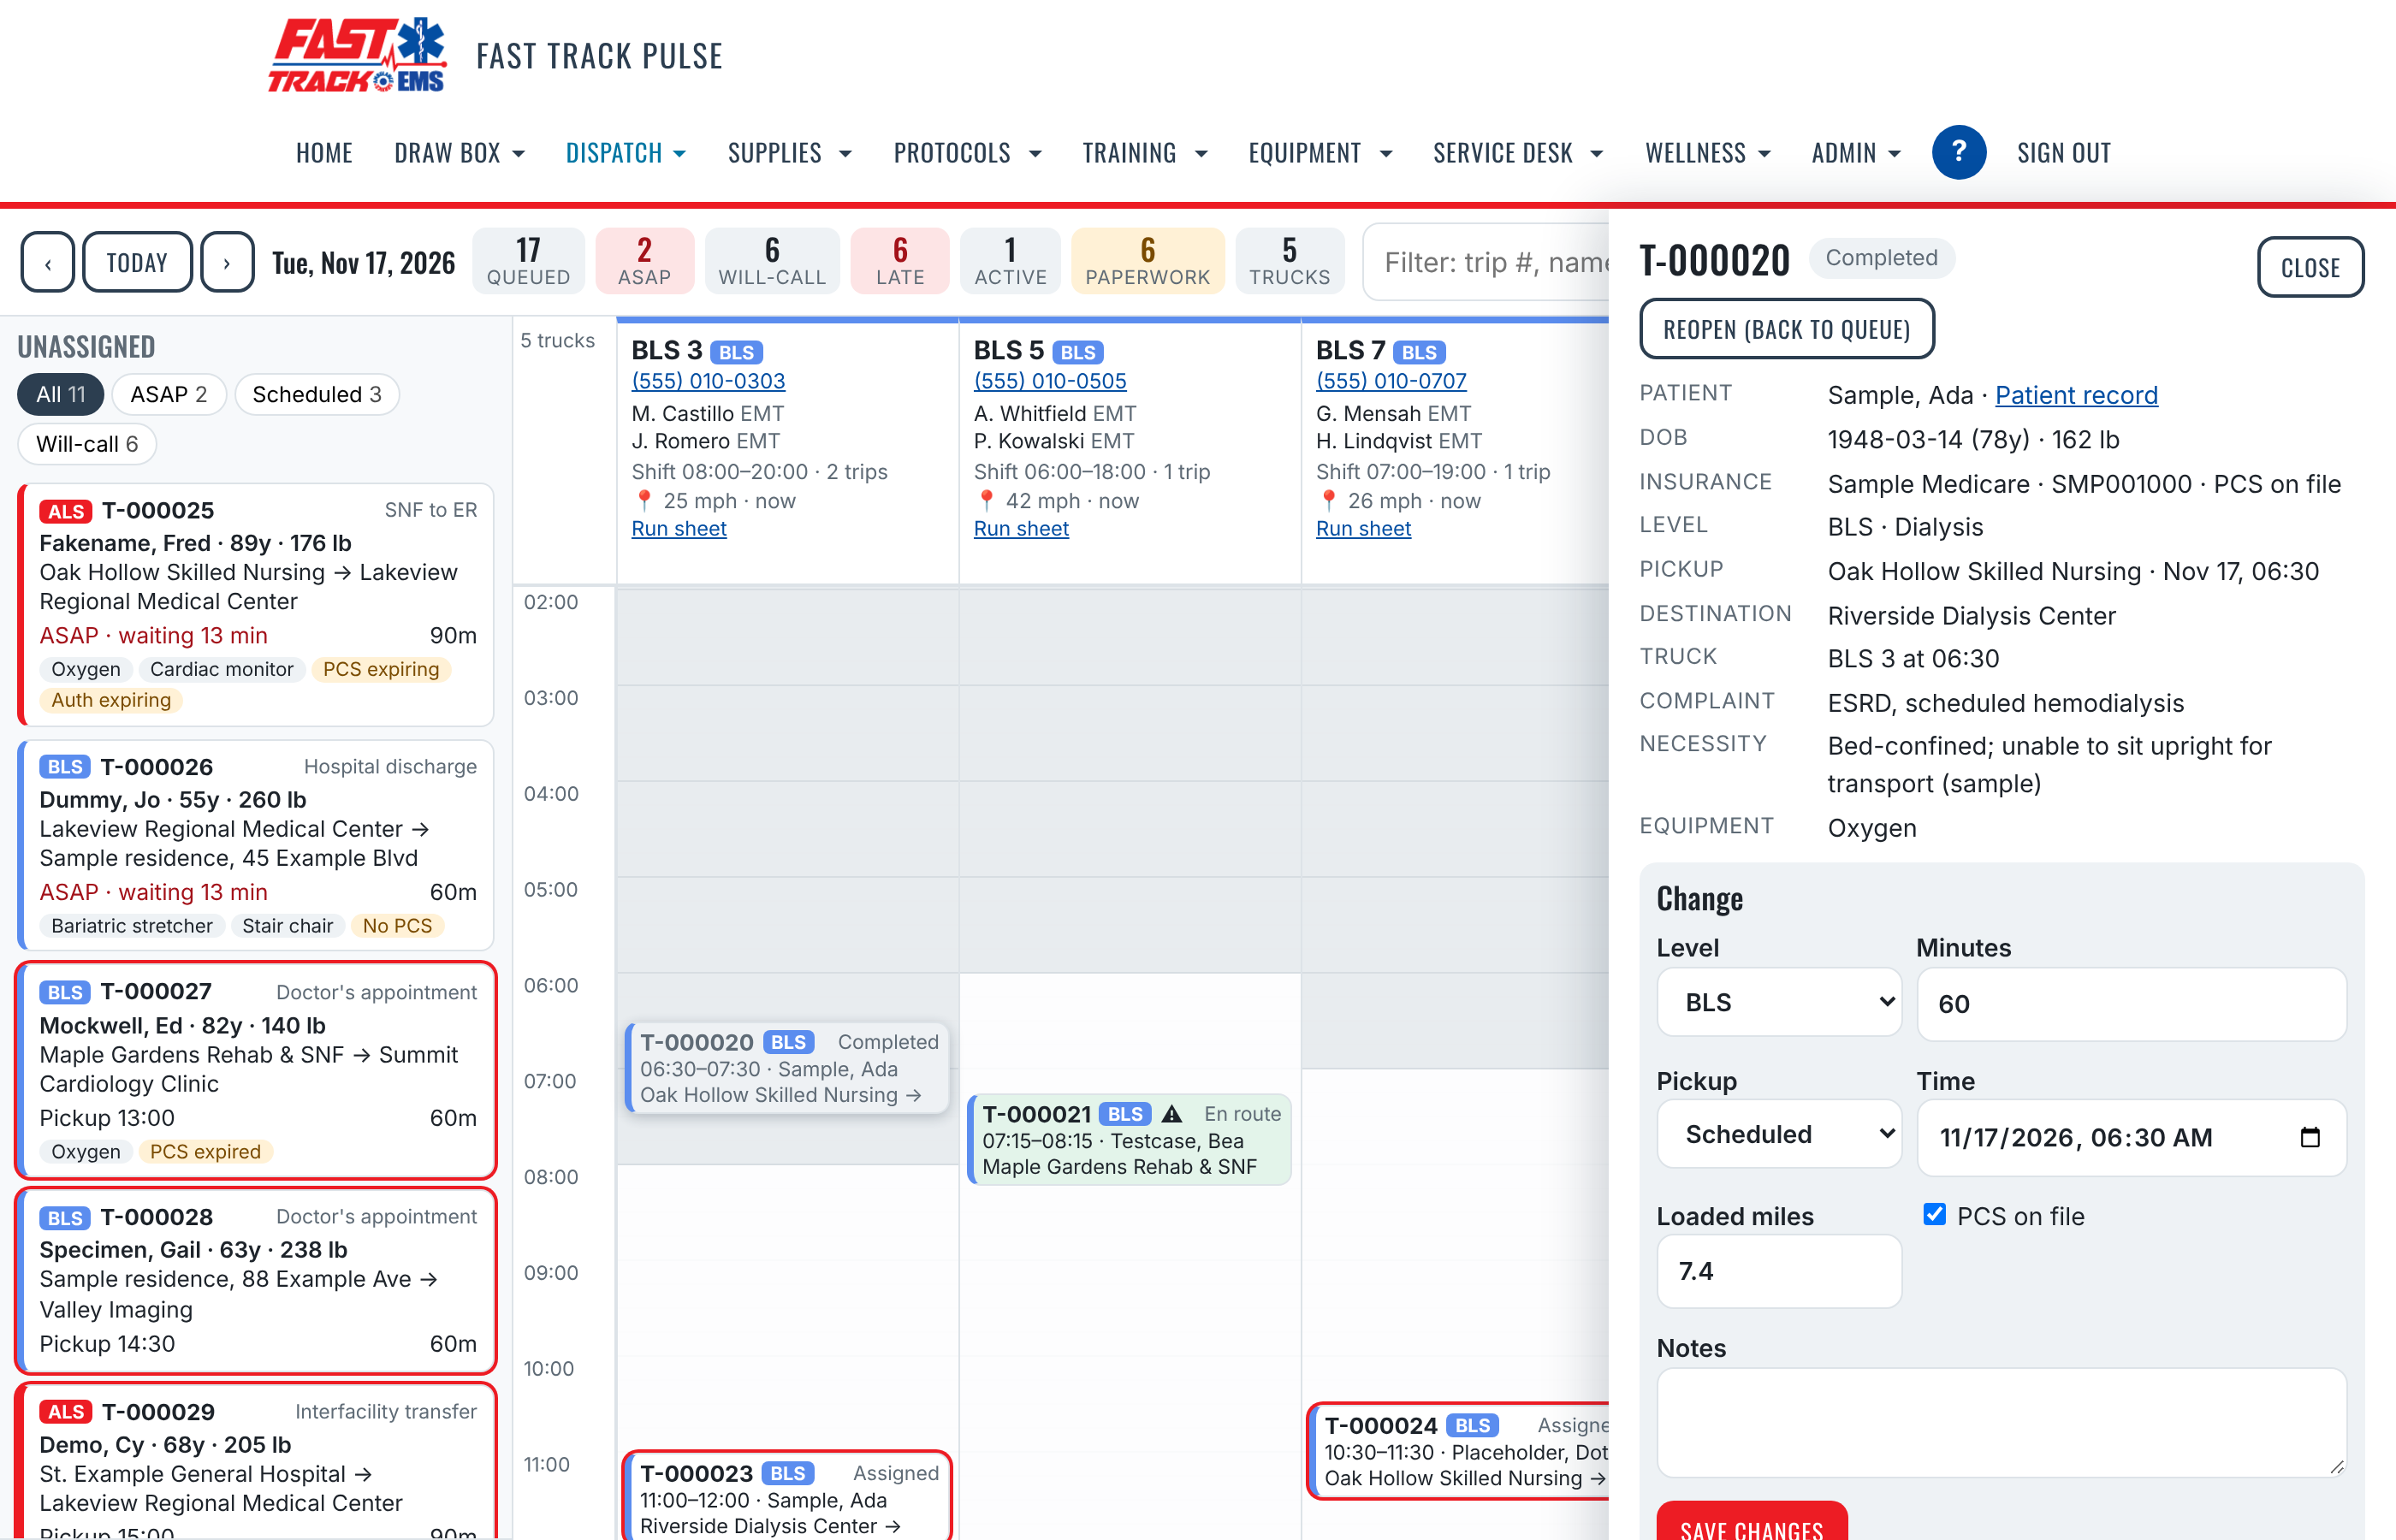 FAST TRACK EMS
FAST TRACK PULSE
HOME DRAW BOX DISPATCH SUPPLIES PROTOCOLS TRAINING EQUIPMENT SERVICE DESK WELLNESS ADMIN ? SIGN OUT
‹ TODAY › Tue, Nov 17, 2026
17 QUEUED
2 ASAP
6 WILL-CALL
6 LATE
1 ACTIVE
6 PAPERWORK
5 TRUCKS
Filter: trip #, name
UNASSIGNED
All 11 ASAP 2 Scheduled 3
Will-call 6
ALS T-000025 SNF to ER
Fakename, Fred · 89y · 176 lb
Oak Hollow Skilled Nursing → Lakeview
Regional Medical Center
ASAP · waiting 13 min 90m
Oxygen Cardiac monitor PCS expiring
Auth expiring
BLS T-000026 Hospital discharge
Dummy, Jo · 55y · 260 lb
Lakeview Regional Medical Center →
Sample residence, 45 Example Blvd
ASAP · waiting 13 min 60m
Bariatric stretcher Stair chair No PCS
BLS T-000027 Doctor's appointment
Mockwell, Ed · 82y · 140 lb
Maple Gardens Rehab & SNF → Summit
Cardiology Clinic
Pickup 13:00 60m
Oxygen PCS expired
BLS T-000028 Doctor's appointment
Specimen, Gail · 63y · 238 lb
Sample residence, 88 Example Ave →
Valley Imaging
Pickup 14:30 60m
ALS T-000029 Interfacility transfer
Demo, Cy · 68y · 205 lb
St. Example General Hospital →
Lakeview Regional Medical Center
Pickup 15:00 90m
5 trucks
BLS 3 BLS
(555) 010-0303
M. Castillo EMT
J. Romero EMT
Shift 08:00–20:00 · 2 trips
25 mph · now
Run sheet
BLS 5 BLS
(555) 010-0505
A. Whitfield EMT
P. Kowalski EMT
Shift 06:00–18:00 · 1 trip
42 mph · now
Run sheet
BLS 7 BLS
(555) 010-0707
G. Mensah EMT
H. Lindqvist EMT
Shift 07:00–19:00 · 1 trip
26 mph · now
Run sheet
02:00
03:00
04:00
05:00
06:00
07:00
08:00
09:00
10:00
11:00
T-000020 BLS Completed
06:30–07:30 · Sample, Ada
Oak Hollow Skilled Nursing →
T-000023 BLS Assigned
11:00–12:00 · Sample, Ada
Riverside Dialysis Center →
T-000021 BLS En route
07:15–08:15 · Testcase, Bea
Maple Gardens Rehab & SNF
T-000024 BLS Assigne
10:30–11:30 · Placeholder, Dot
Oak Hollow Skilled Nursing →
T-000020 Completed CLOSE
REOPEN (BACK TO QUEUE)
PATIENT Sample, Ada · Patient record
DOB 1948-03-14 (78y) · 162 lb
INSURANCE Sample Medicare · SMP001000 · PCS on file
LEVEL BLS · Dialysis
PICKUP Oak Hollow Skilled Nursing · Nov 17, 06:30
DESTINATION Riverside Dialysis Center
TRUCK BLS 3 at 06:30
COMPLAINT ESRD, scheduled hemodialysis
NECESSITY Bed-confined; unable to sit upright for
transport (sample)
EQUIPMENT Oxygen
Change
Level Minutes
BLS 60
Pickup Time
Scheduled 11/17/2026, 06:30 AM
Loaded miles PCS on file
7.4
Notes
SAVE CHANGES